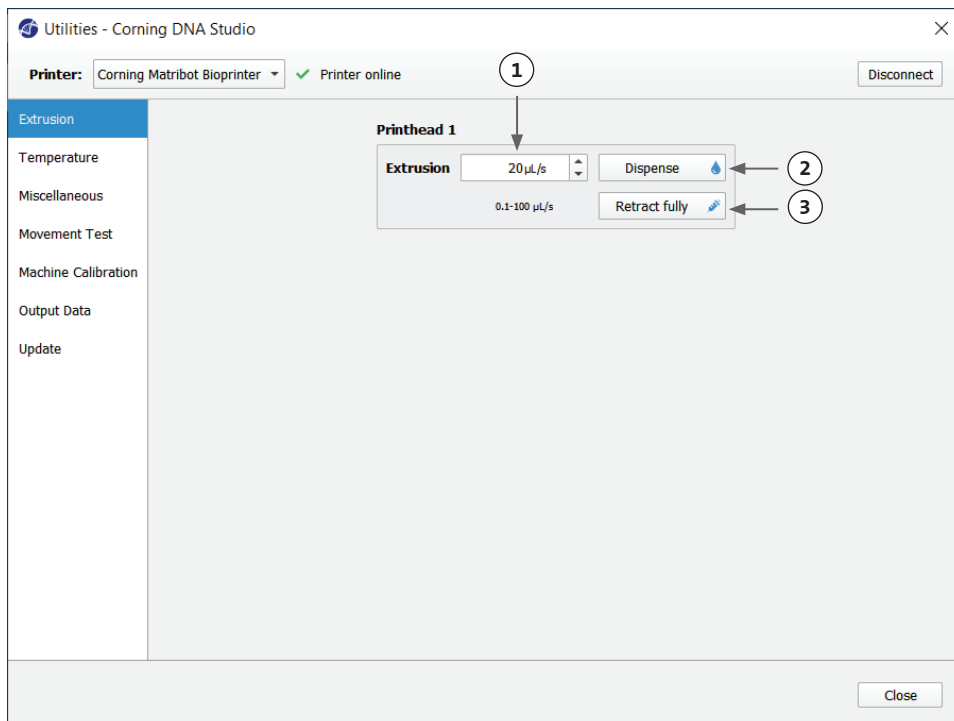 Utilities - Corning DNA Studio
Printer: Corning Matribot Bioprinter Printer online Disconnect
1
Extrusion
Temperature
Miscellaneous
Movement Test
Machine Calibration
Output Data
Update
Printhead 1
Extrusion 20µL/s Dispense 2
0.1-100 µL/s Retract fully 3
Close